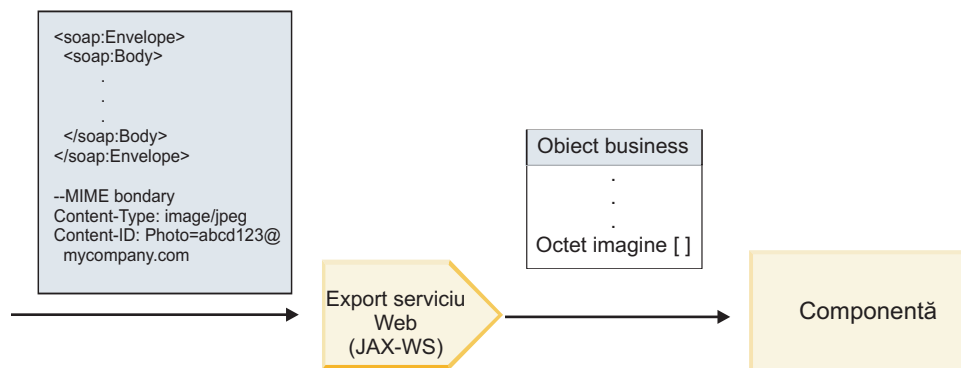 <soap:Envelope>
<soap:Body>
.
.
.
</soap:Body>
</soap:Envelope>
--MIME bondary
Content-Type: image/jpeg
Content-ID: Photo=abcd123@
mycompany.com
Export serviciu
Web
(JAX-WS)
Obiect business
.
.
.
Octet imagine [ ]
Componentă